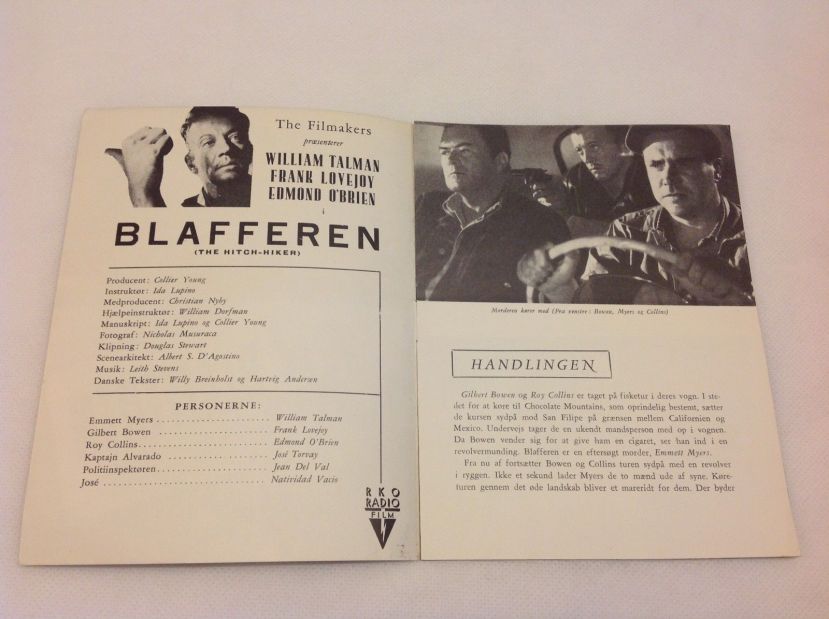 The Filmakers
præsenterer
WILLIAM TALMAN
FRANK LOVEJOY
EDMOND O'BRIEN
i
BLAFFEREN
(THE HITCH-HIKER)
Producent: Collier Young
Instruktør: Ida Lupino
Medproducent: Christian Nyby
Hjælpeinstruktør: William Dorfman
Manuskript: Ida Lupino og Collier Young
Fotograf: Nicholas Musuraca
Klipning: Douglas Stewart
Scenearkitekt: Albert S. D'Agostino
Musik: Leith Stevens
Danske Tekster: Willy Breinholst og Hartvig Andersen
PERSONERNE:
Emmett Myers ........................ William Talman
Gilbert Bowen ........................ Frank Lovejoy
Roy Collins ........................ Edmond O'Brien
Kaptajn Alvarado ........................ José Torvay
Politiinspektøren ........................ Jean Del Val
José ........................ Natividad Vacio
RKO
RADIO
FILM
Morderen kører med (Fra venstre: Bowen, Myers og Collins)
HANDLINGEN
Gilbert Bowen og Roy Collins er taget på fisketur i deres vogn. I ste-
det for at køre til Chocolate Mountains, som oprindelig bestemt, sætter
de kursen sydpå mod San Filipe på grænsen mellem Californien og
Mexico. Undervejs tager de en ukendt mandsperson med op i vognen.
Da Bowen vender sig for at give ham en cigaret, ser han ind i en
revolvermunding. Blafferen er en eftersøgt morder, Emmett Myers.
Fra nu af fortsætter Bowen og Collins turen sydpå med en revolver
i ryggen. Ikke et sekund lader Myers de to mænd ude af syne. Køre-
turen gennem det øde landskab bliver et mareridt for dem. Der byder